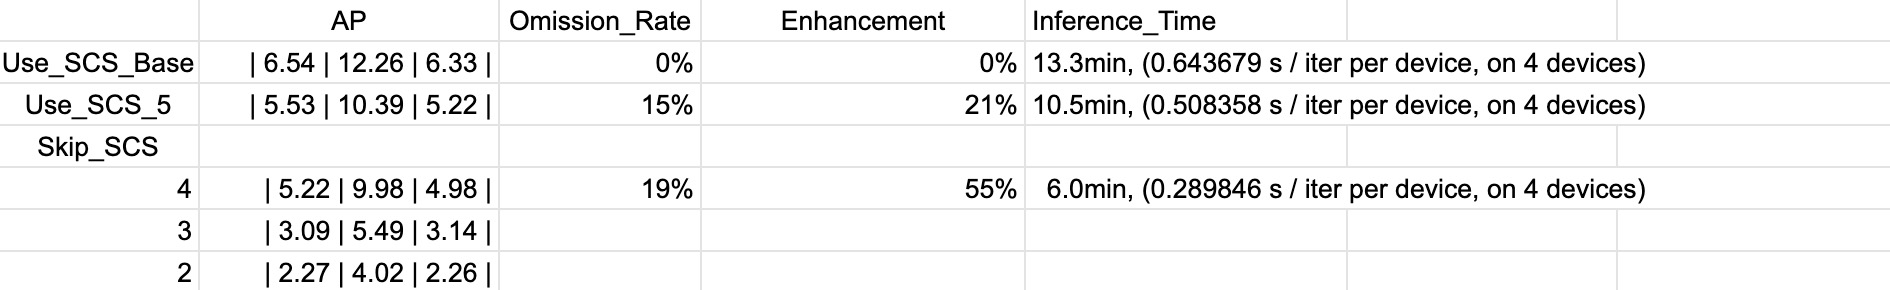 AP Omission_Rate Enhancement Inference_Time
Use_SCS_Base | 6.54 | 12.26 | 6.33 | 0% 0% 13.3min, (0.643679 s / iter per device, on 4 devices)
Use_SCS_5 | 5.53 | 10.39 | 5.22 | 15% 21% 10.5min, (0.508358 s / iter per device, on 4 devices)
Skip_SCS
4 | 5.22 | 9.98 | 4.98 | 19% 55% 6.0min, (0.289846 s / iter per device, on 4 devices)
3 | 3.09 | 5.49 | 3.14 |
2 | 2.27 | 4.02 | 2.26 |